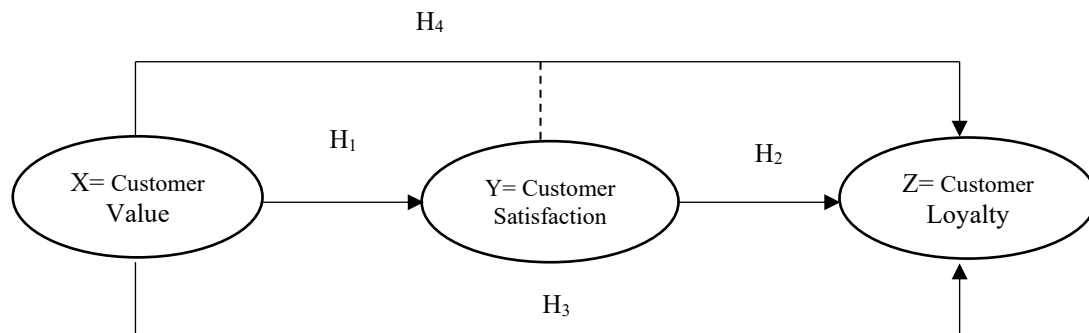 H₄
H₁
H₂
X= Customer
Value
Y= Customer
Satisfaction
Z= Customer
Loyalty
H₃